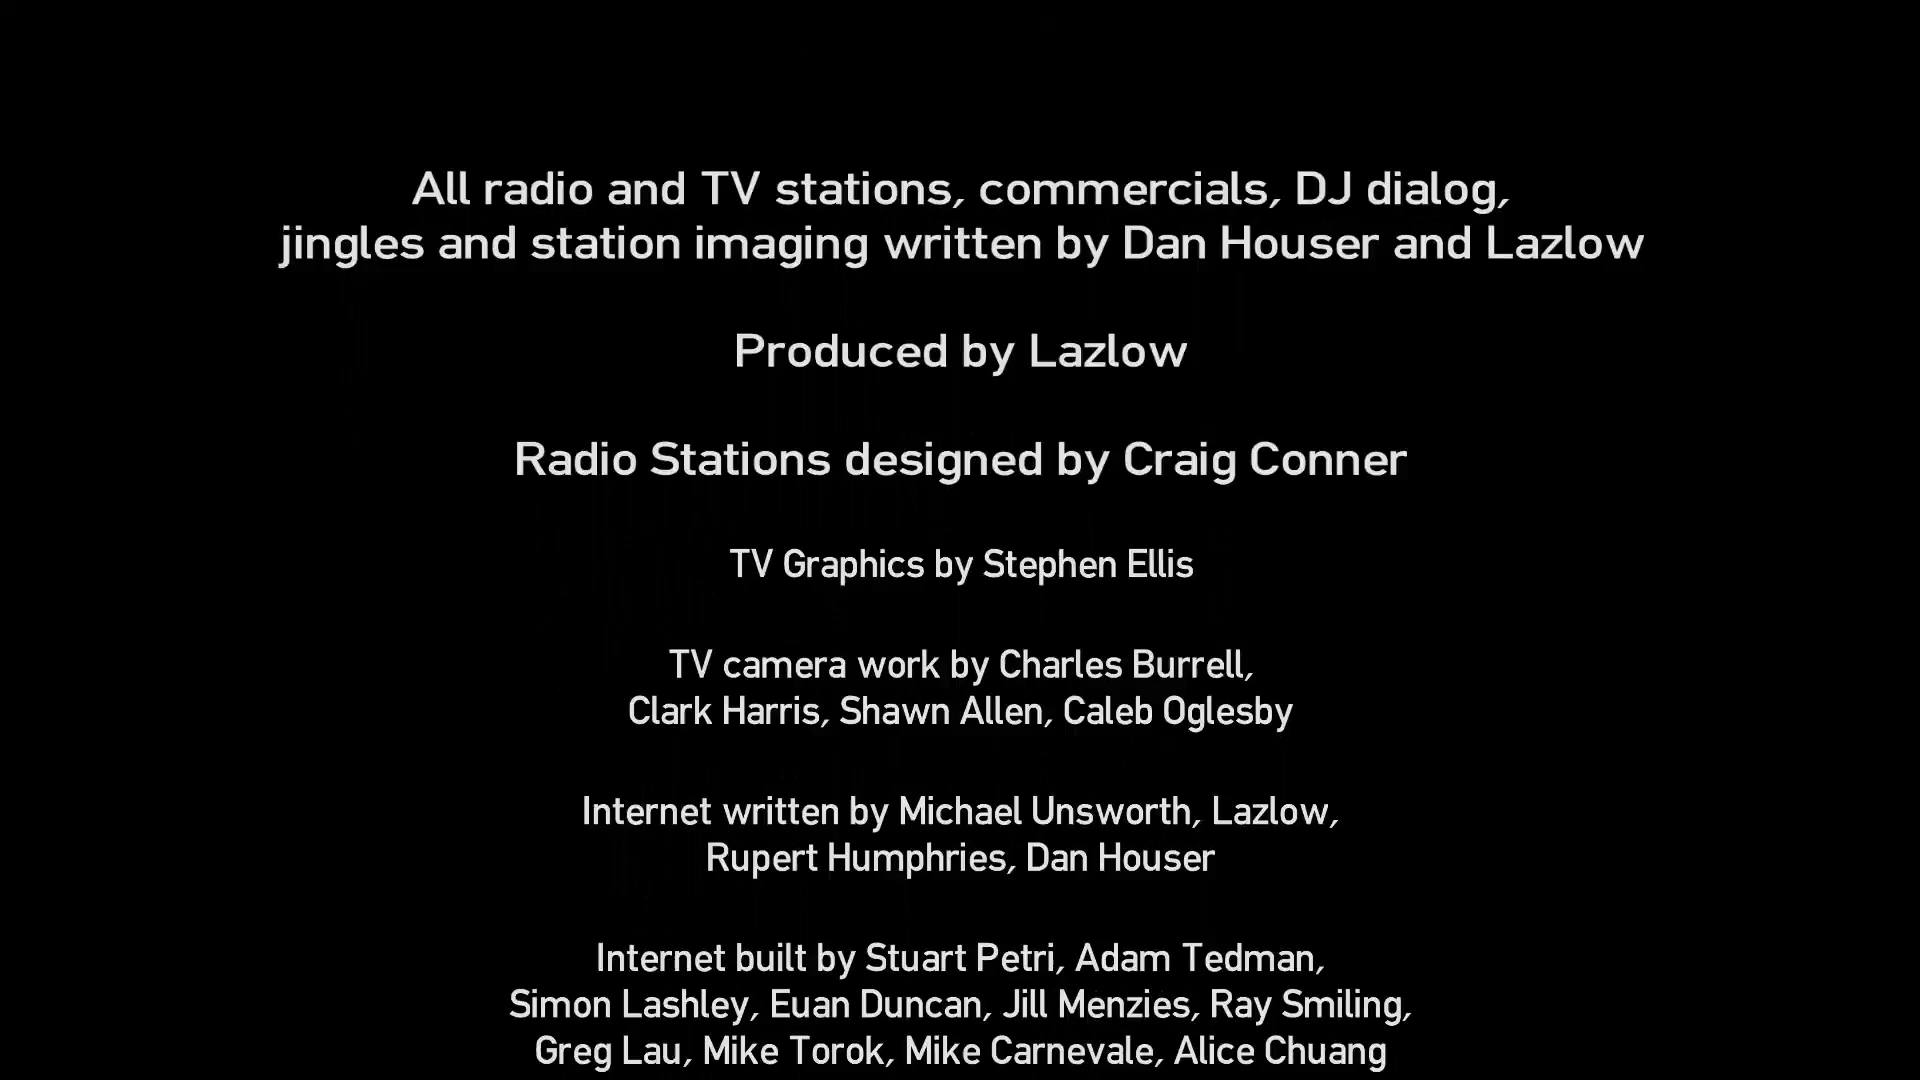 All radio and TV stations, commercials, DJ dialog,
jingles and station imaging written by Dan Houser and Lazlow
Produced by Lazlow
Radio Stations designed by Craig Conner
TV Graphics by Stephen Ellis
TV camera work by Charles Burrell,
Clark Harris, Shawn Allen, Caleb Oglesby
Internet written by Michael Unsworth, Lazlow,
Rupert Humphries, Dan Houser
Internet built by Stuart Petri, Adam Tedman,
Simon Lashley, Euan Duncan, Jill Menzies, Ray Smiling,
Greg Lau, Mike Torok, Mike Carnevale, Alice Chuang